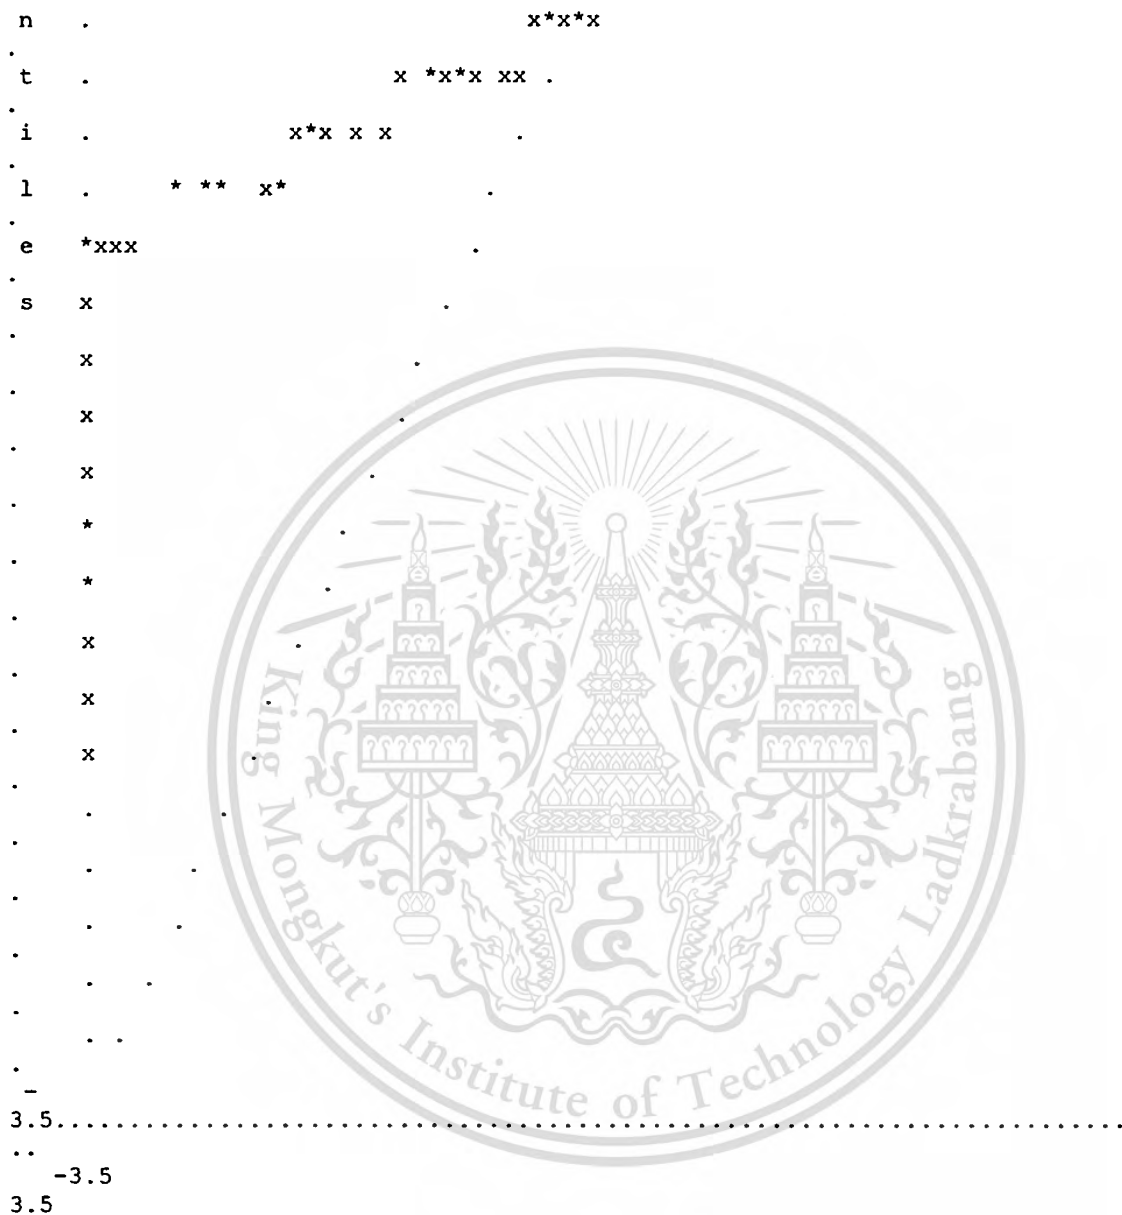 n    .                              x*x*x
.
t    .                     x *x*x xx .
.
i    .              x*x x x         .
.
l    .      * **  x*              .
.
e    *xxx                        .
.
s    x                        .
.
     x                      .
.
     x                     .
.
     x                   .
.
     *                 .
.
     *                .
.
     x              .
.
     x            .
.
     x           .
.
     .         .
.
     .       .
.
     .      .
.
     .    .
.
     . .
.
 -
3.5.........................................................................
..
   -3.5
3.5
King Mongkut's Institute of Technology Ladkrabang